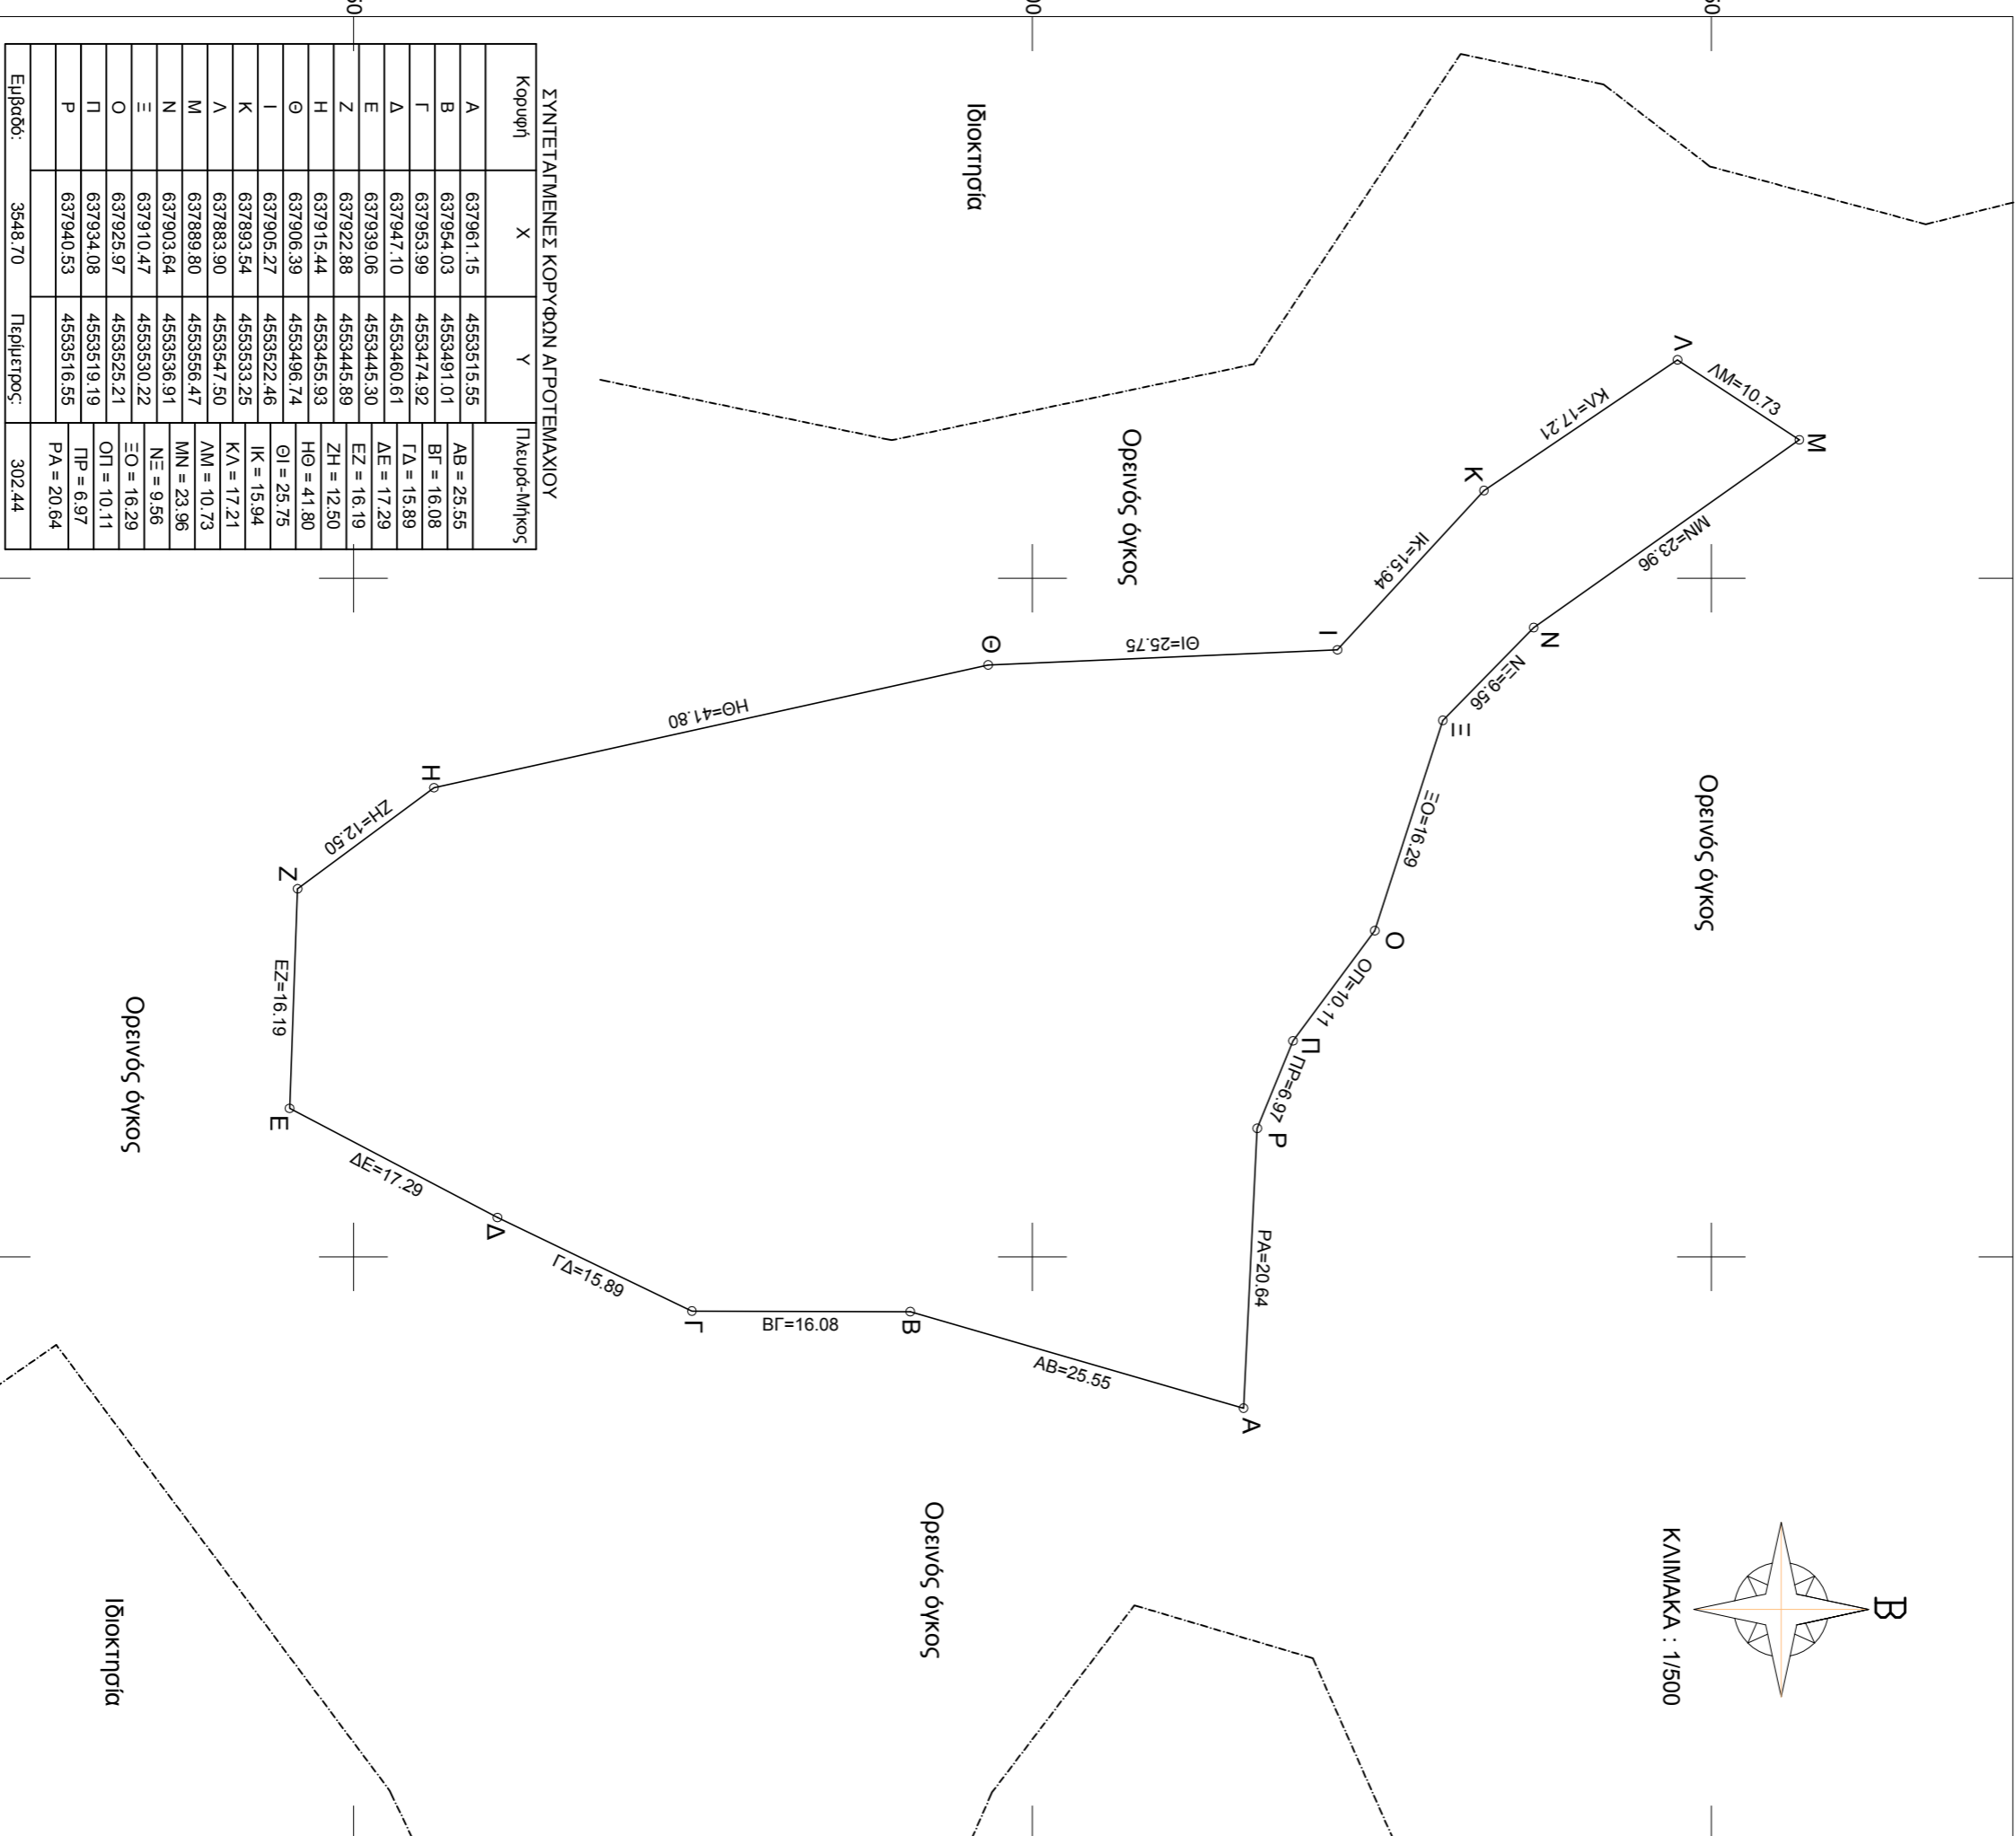 Β
ΚΛΙΜΑΚΑ : 1/500
50
00
50
Ιδιοκτησία
Ορεινός όγκος
Ορεινός όγκος
Ορεινός όγκος
Ορεινός όγκος
Ιδιοκτησία
Λ
ΛΜ=10.73
Μ
ΚΛ=17.21
Κ
ΜΝ=23.96
ΙΚ=15.94
Ν
Ι
ΝΞ=9.56
Ξ
ΘΙ=25.75
Θ
ΞΟ=16.29
ΗΘ=41.80
Η
Ο
ΖΗ=12.50
ΟΠ=10.11
Ζ
Π
ΠΡ=6.97
ΕΖ=16.19
Ρ
Ε
ΡΑ=20.64
ΔΕ=17.29
Δ
ΓΔ=15.89
Γ
ΒΓ=16.08
Β
ΑΒ=25.55
Α
ΣΥΝΤΕΤΑΓΜΕΝΕΣ ΚΟΡΥΦΩΝ ΑΓΡΟΤΕΜΑΧΙΟΥ
Κορυφή Χ Υ Πλευρά-Μήκος
Α 637961.15 4553515.55 ΑΒ = 25.55
Β 637954.03 4553491.01 ΒΓ = 16.08
Γ 637953.99 4553474.92 ΓΔ = 15.89
Δ 637947.10 4553460.61 ΔΕ = 17.29
Ε 637939.06 4553445.30 ΕΖ = 16.19
Ζ 637922.88 4553445.89 ΖΗ = 12.50
Η 637915.44 4553455.93 ΗΘ = 41.80
Θ 637906.39 4553496.74 ΘΙ = 25.75
Ι 637905.27 4553522.46 ΙΚ = 15.94
Κ 637893.54 4553533.25 ΚΛ = 17.21
Λ 637883.90 4553547.50 ΛΜ = 10.73
Μ 637889.80 4553556.47 ΜΝ = 23.96
Ν 637903.64 4553536.91 ΝΞ = 9.56
Ξ 637910.47 4553530.22 ΞΟ = 16.29
Ο 637925.97 4553525.21 ΟΠ = 10.11
Π 637934.08 4553519.19 ΠΡ = 6.97
Ρ 637940.53 4553516.55 ΡΑ = 20.64
Εμβαδό: 3548.70 Περίμετρος: 302.44